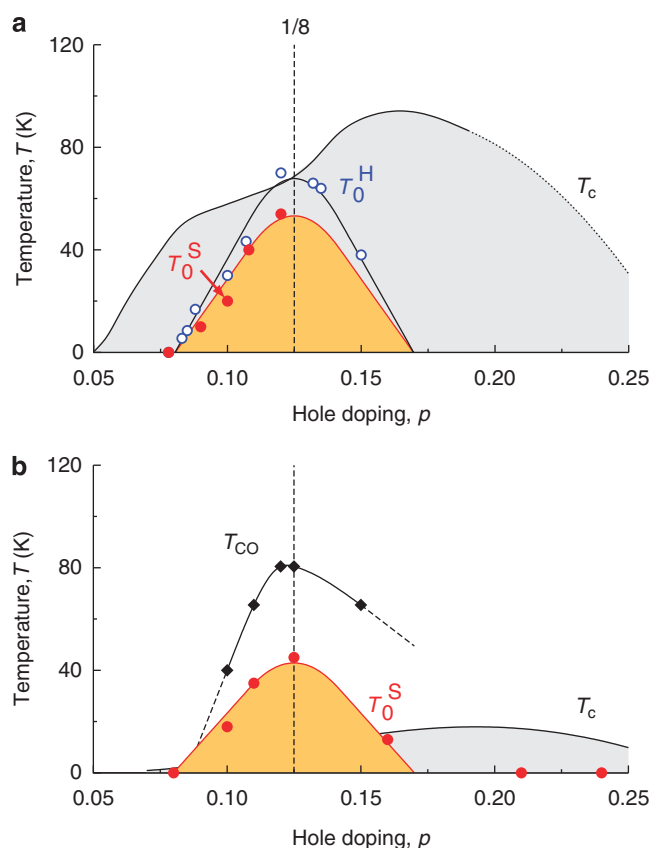 a
1/8
120
80
40
0
Temperature, T (K)
T0H
T0S
Tc
0.05
0.10
0.15
0.20
0.25
Hole doping, p
b
120
80
40
0
Temperature, T (K)
TCO
T0S
Tc
0.05
0.10
0.15
0.20
0.25
Hole doping, p